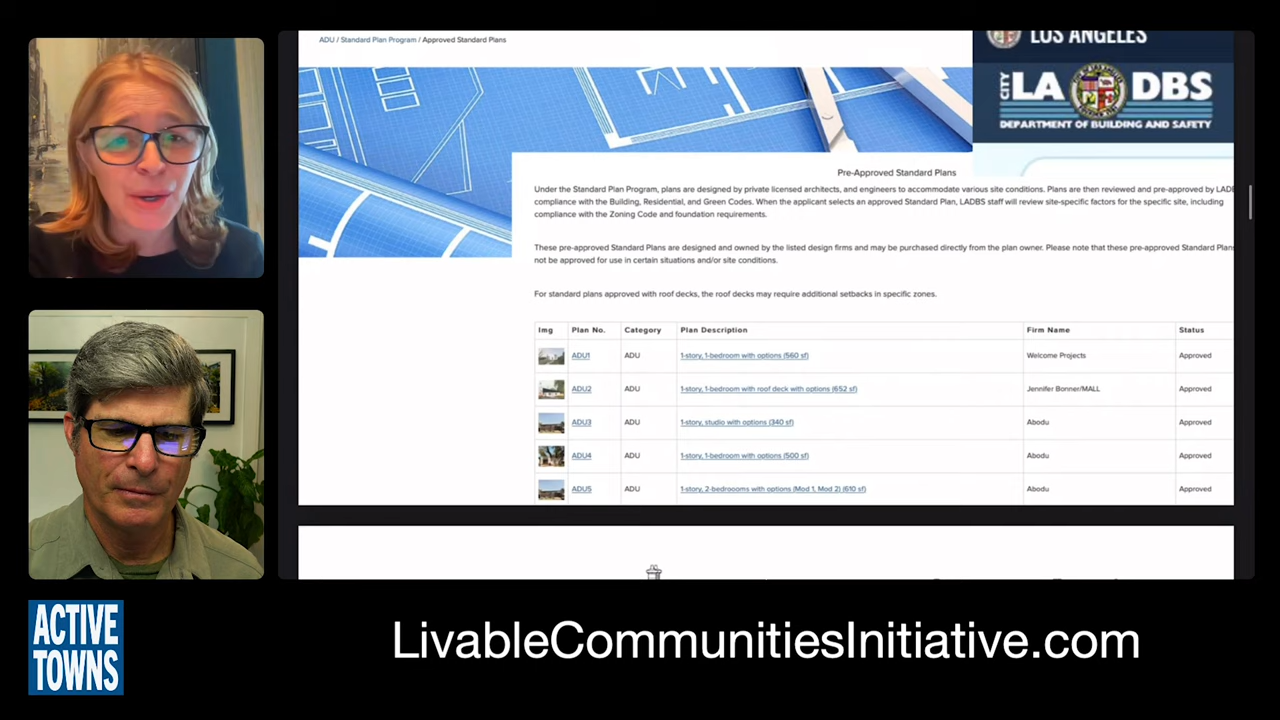 ADU / Standard Plan Program / Approved Standard Plans
LOS ANGELES
CITY LA DBS
DEPARTMENT OF BUILDING AND SAFETY
Pre-Approved Standard Plans
Under the Standard Plan Program, plans are designed by private licensed architects, and engineers to accommodate various site conditions. Plans are then reviewed and pre-approved by LADB
compliance with the Building, Residential, and Green Codes. When the applicant selects an approved Standard Plan, LADBS staff will review site-specific factors for the specific site, including
compliance with the Zoning Code and foundation requirements.
These pre-approved Standard Plans are designed and owned by the listed design firms and may be purchased directly from the plan owner. Please note that these pre-approved Standard Plans
not be approved for use in certain situations and/or site conditions.
For standard plans approved with roof decks, the roof decks may require additional setbacks in specific zones.
Img Plan No. Category Plan Description Firm Name Status
ADU1 ADU 1-story, 1-bedroom with options (560 sf) Welcome Projects Approved
ADU2 ADU 1-story, 1-bedroom with roof deck with options (652 sf) Jennifer Bonner/MALL Approved
ADU3 ADU 1-story, studio with options (340 sf) Abodu Approved
ADU4 ADU 1-story, 1-bedroom with options (500 sf) Abodu Approved
ADU5 ADU 1-story, 2-bedroooms with options (Mod 1, Mod 2) (610 sf) Abodu Approved
ACTIVE
TOWNS
LivableCommunitiesInitiative.com